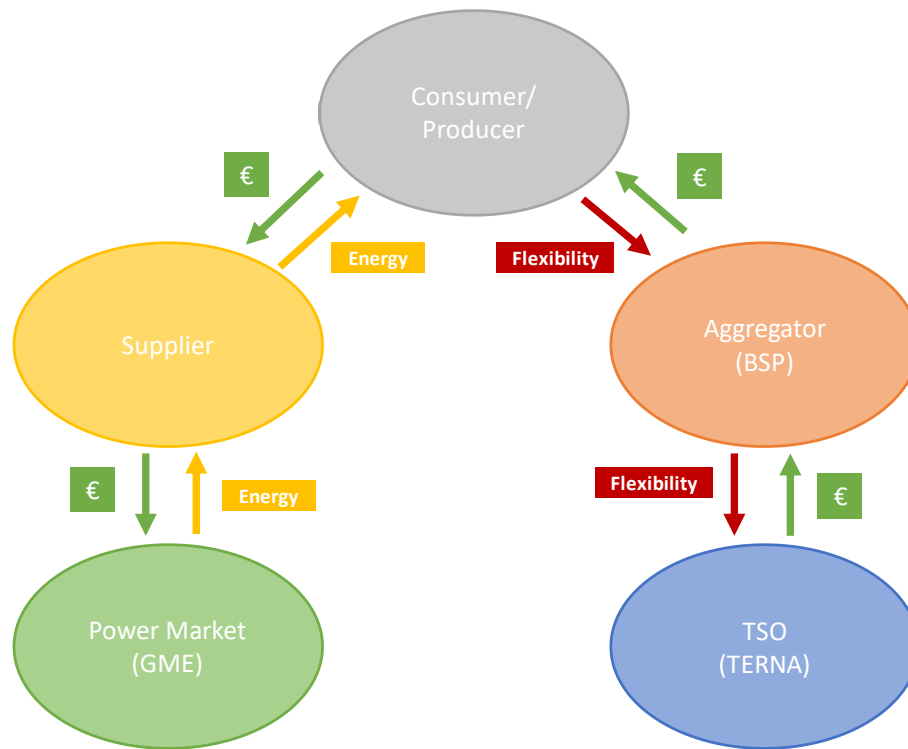 Consumer/
Producer
€
€
Energy
Flexibility
Supplier
Aggregator
(BSP)
€
Energy
Flexibility
€
Power Market
(GME)
TSO
(TERNA)